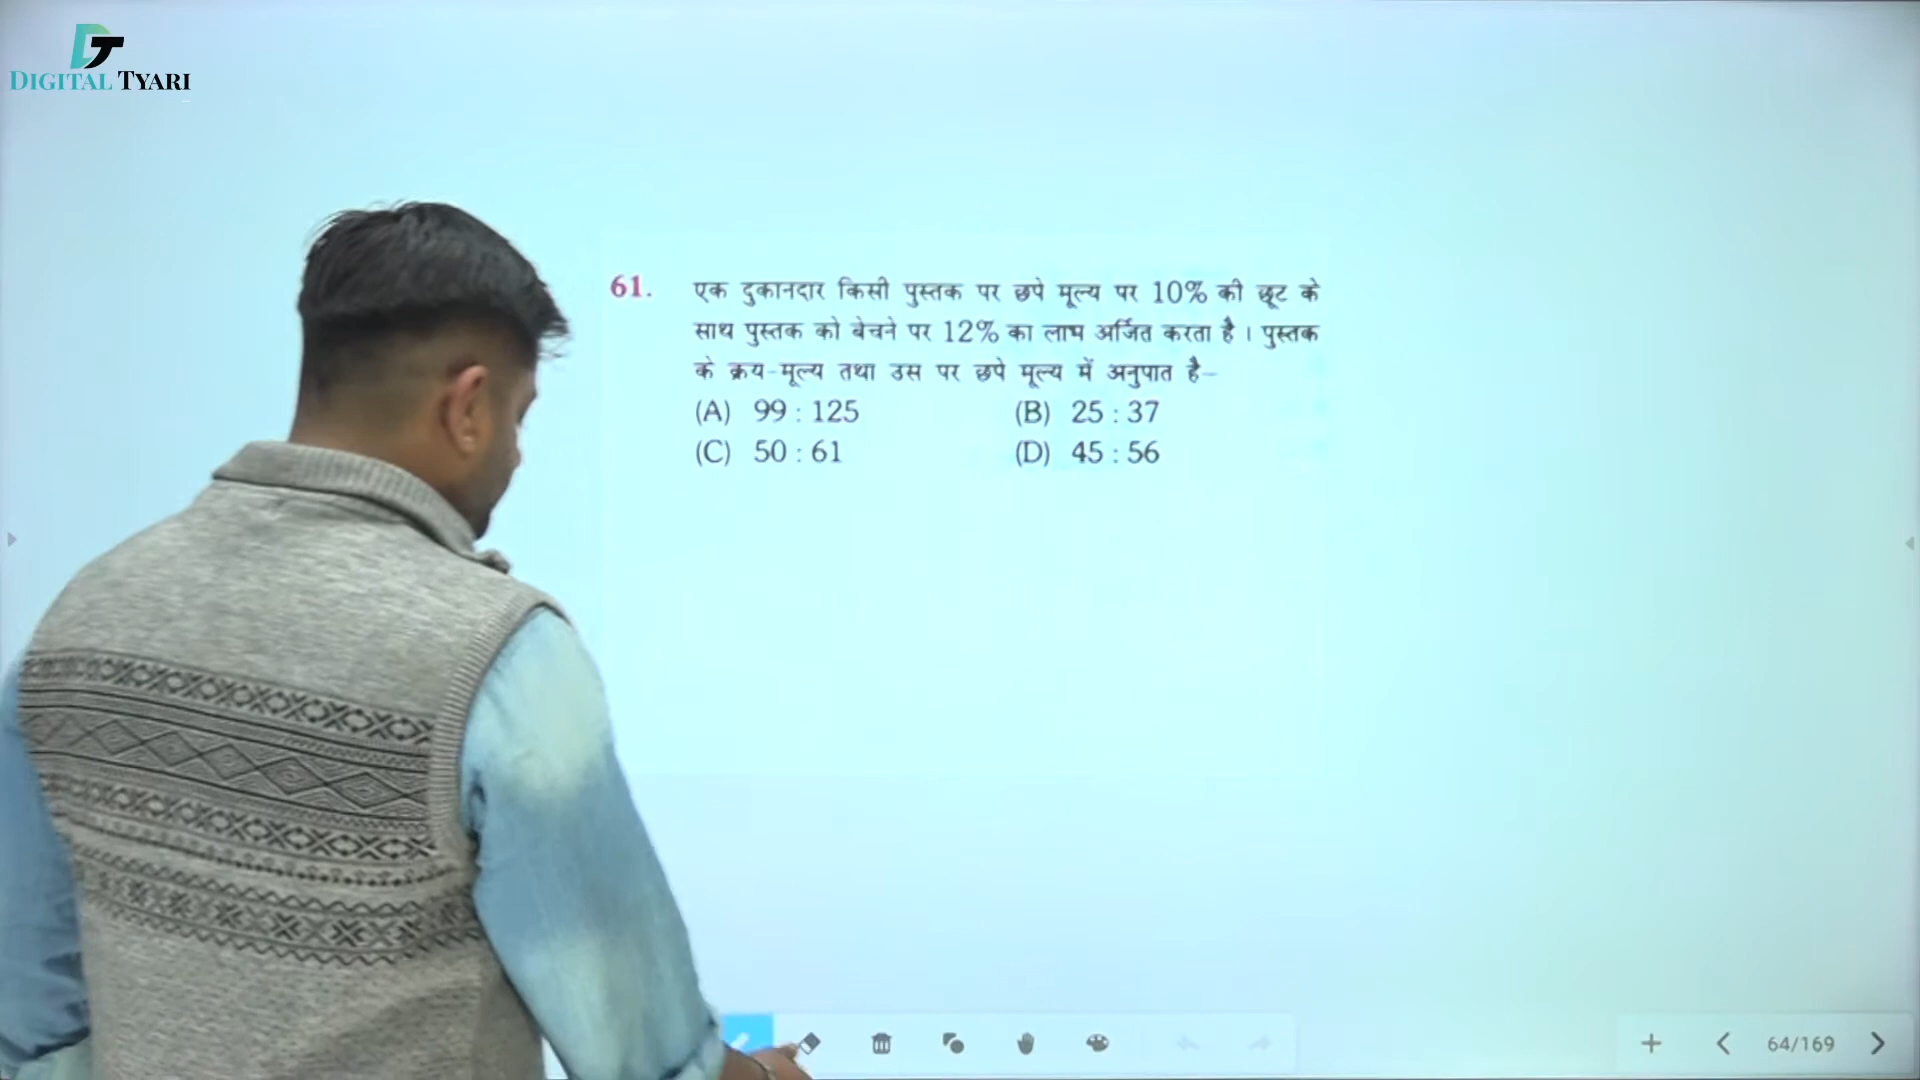 DIGITAL TYARI
61. एक दुकानदार किसी पुस्तक पर छपे मूल्य पर 10% की छूट के
साथ पुस्तक को बेचने पर 12% का लाभ अर्जित करता है । पुस्तक
के क्रय-मूल्य तथा उस पर छपे मूल्य में अनुपात है–
(A) 99 : 125 (B) 25 : 37
(C) 50 : 61 (D) 45 : 56
64/169